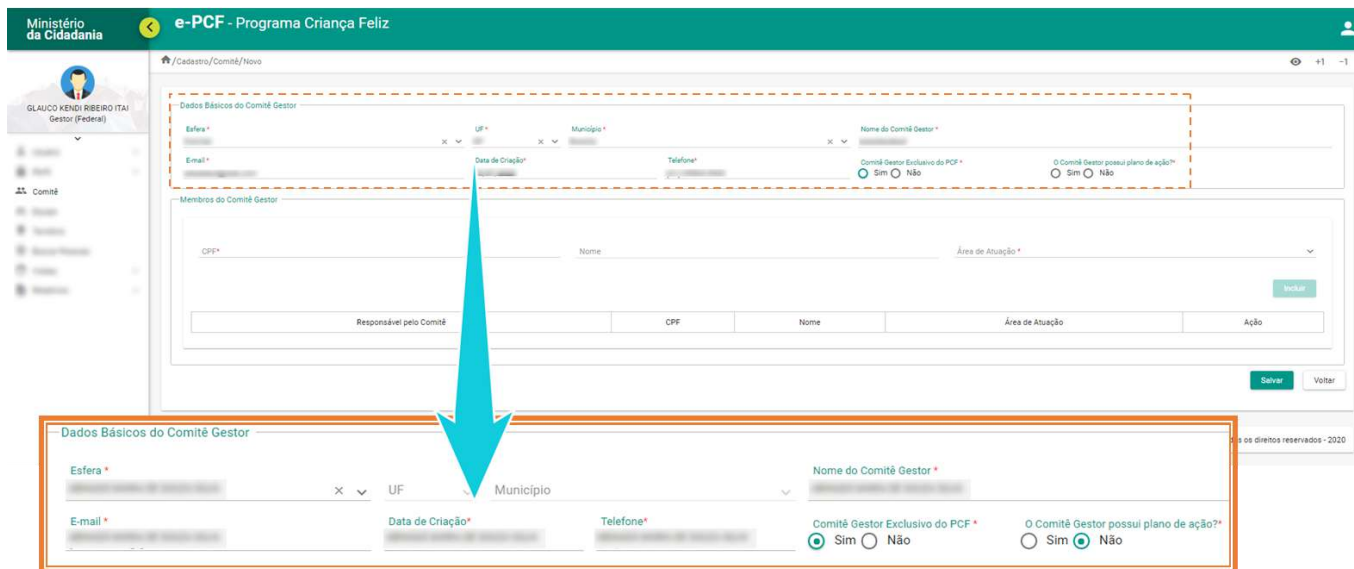 Ministério
da Cidadania
e-PCF - Programa Criança Feliz
/Cadastro/Comitê/Novo
+1 -1
GLAUCO KENDI RIBEIRO ITAI
Gestor (Federal)
Comitê
Dados Básicos do Comitê Gestor
Esfera * UF * Município * Nome do Comitê Gestor *
E-mail * Data de Criação* Telefone* Comitê Gestor Exclusivo do PCF * O Comitê Gestor possui plano de ação?*
Sim Não Sim Não
Membros do Comitê Gestor
CPF* Nome Área de Atuação *
Incluir
Responsável pelo Comitê CPF Nome Área de Atuação Ação
Salvar Voltar
os direitos reservados - 2020
Dados Básicos do Comitê Gestor
Esfera * Nome do Comitê Gestor *
UF Município
E-mail * Data de Criação* Telefone* Comitê Gestor Exclusivo do PCF * O Comitê Gestor possui plano de ação?*
Sim Não Sim Não